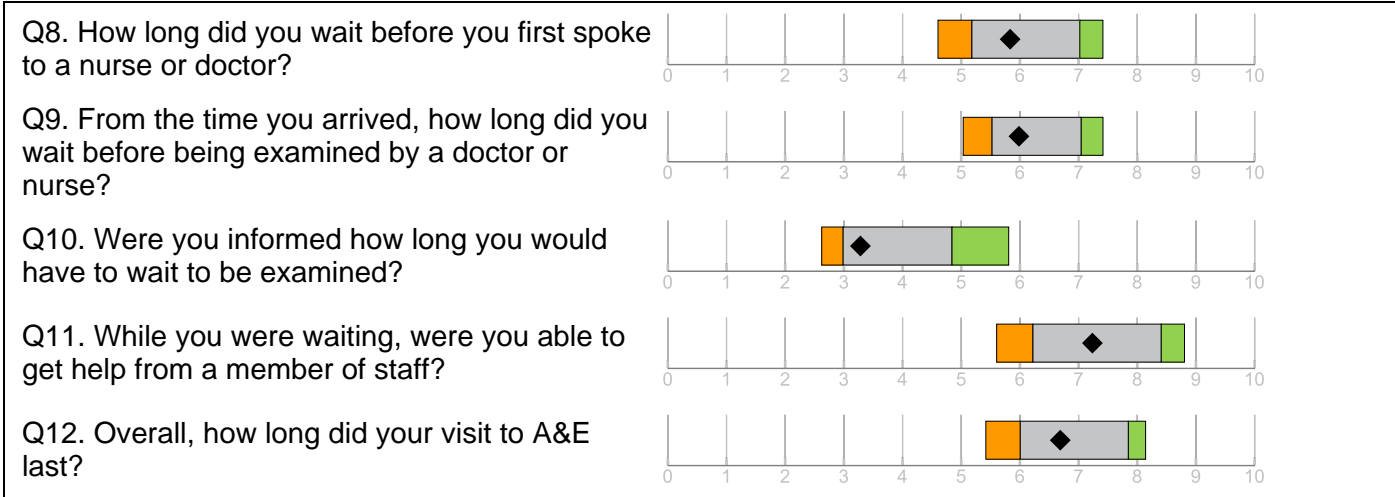 Q8. How long did you wait before you first spoke
to a nurse or doctor?
0 1 2 3 4 5 6 7 8 9 10
Q9. From the time you arrived, how long did you
wait before being examined by a doctor or
nurse?
0 1 2 3 4 5 6 7 8 9 10
Q10. Were you informed how long you would
have to wait to be examined?
0 1 2 3 4 5 6 7 8 9 10
Q11. While you were waiting, were you able to
get help from a member of staff?
0 1 2 3 4 5 6 7 8 9 10
Q12. Overall, how long did your visit to A&E
last?
0 1 2 3 4 5 6 7 8 9 10